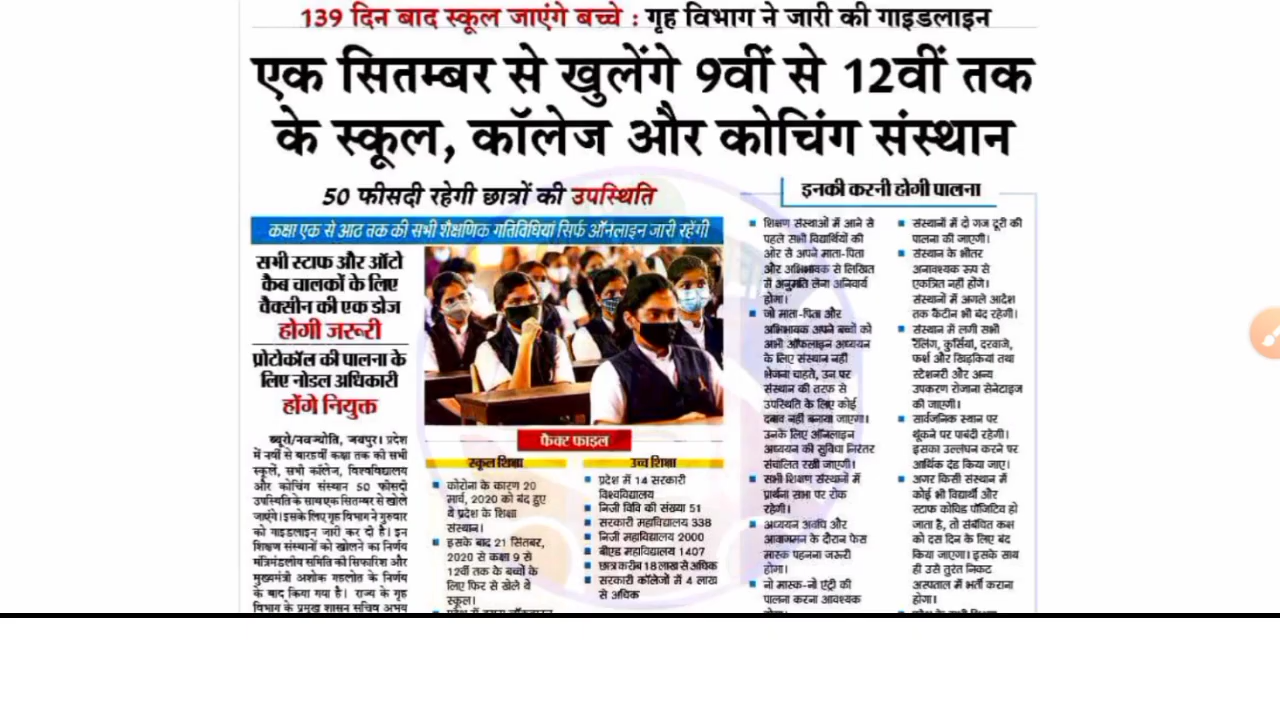 139 दिन बाद स्कूल जाएंगे बच्चे : गृह विभाग ने जारी की गाइडलाइन
एक सितम्बर से खुलेंगे 9वीं से 12वीं तक
के स्कूल, कॉलेज और कोचिंग संस्थान
50 फीसदी रहेगी छात्रों की उपस्थिति
कक्षा एक से आठ तक की सभी शैक्षणिक गतिविधियां सिर्फ ऑनलाइन जारी रहेंगी
सभी स्टाफ और ऑटो
कैब चालकों के लिए
वैक्सीन की एक डोज
होगी जरूरी
प्रोटोकॉल की पालना के
लिए नोडल अधिकारी
होंगे नियुक्त
ब्यूरो/नवज्योति, जयपुर। प्रदेश
में नवीं से बारहवीं कक्षा तक की सभी
स्कूलें, सभी कॉलेज, विश्वविद्यालय
और कोचिंग संस्थान 50 फीसदी
उपस्थिति के साथ एक सितम्बर से खोले
जाएंगे। इसके लिए गृह विभाग ने गुरुवार
को गाइडलाइन जारी कर दी है। इन
शिक्षण संस्थानों को खोलने का निर्णय
मंत्रिमंडलीय समिति की सिफारिश और
मुख्यमंत्री अशोक गहलोत के निर्णय
के बाद किया गया है। राज्य के गृह
विभाग के प्रमुख शासन सचिव अभय
फैक्ट फाइल
स्कूल शिक्षा
कोरोना के कारण 20
मार्च, 2020 को बंद हुए
थे प्रदेश के शिक्षा
संस्थान।
इसके बाद 21 सितंबर,
2020 से कक्षा 9 से
12वीं तक के बच्चों के
लिए फिर से खोले थे
स्कूल।
उच्च शिक्षा
प्रदेश में 14 सरकारी
विश्वविद्यालय
निजी विवि की संख्या 51
सरकारी महाविद्यालय 338
निजी महाविद्यालय 2000
बीएड महाविद्यालय 1407
छात्र करीब 18 लाख से अधिक
सरकारी कॉलेजों में 4 लाख
से अधिक
इनकी करनी होगी पालना
शिक्षण संस्थाओं में आने से
पहले सभी विद्यार्थियों की
ओर से अपने माता-पिता
और अभिभावक से लिखित
में अनुमति लेना अनिवार्य
होगा।
जो माता-पिता और
अभिभावक अपने बच्चों को
अभी ऑफलाइन अध्ययन
के लिए संस्थान नहीं
भेजना चाहते, उन पर
संस्थान की तरफ से
उपस्थिति के लिए कोई
दबाव नहीं बनाया जाएगा।
उनके लिए ऑनलाइन
अध्ययन की सुविधा निरंतर
संचालित रखी जाएगी।
सभी शिक्षण संस्थानों में
प्रार्थना सभा पर रोक
रहेगी।
अध्ययन अवधि और
आवागमन के दौरान फेस
मास्क पहनना जरूरी
होगा।
नो मास्क-नो एंट्री की
पालना करना आवश्यक
संस्थानों में दो गज दूरी की
पालना की जाएगी।
संस्थान के भीतर
अनावश्यक रूप से
एकत्रित नहीं होंगे।
संस्थानों में अगले आदेश
तक कैंटीन भी बंद रहेगी।
संस्थान में लगी सभी
रेलिंग, कुर्सियां, दरवाजे,
फर्श और खिड़कियां तथा
स्टेशनरी और अन्य
उपकरण रोजाना सेनेटाइज
की जाएगी।
सार्वजनिक स्थान पर
थूंकने पर पाबंदी रहेगी।
इसका उल्लंघन करने पर
आर्थिक दंड किया जाए।
अगर किसी संस्थान में
कोई भी विद्यार्थी और
स्टाफ कोविड पॉजिटिव हो
जाता है, तो संबंधित कक्ष
को दस दिन के लिए बंद
किया जाएगा। इसके साथ
ही उसे तुरंत निकट
अस्पताल में भर्ती कराना
होगा।